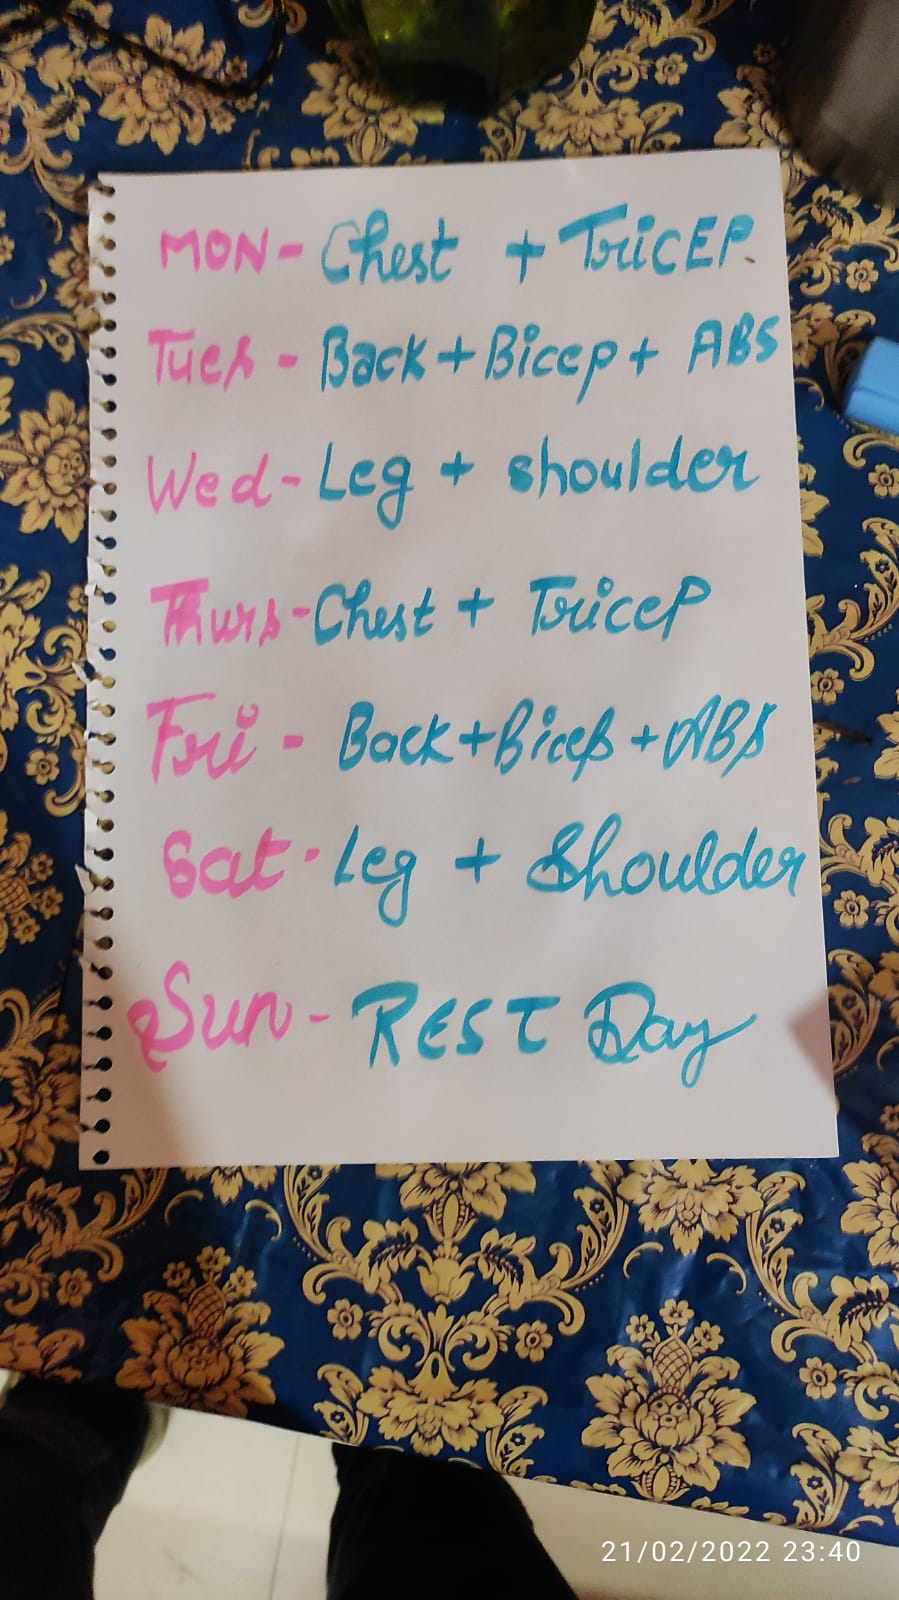 MON - Chest + TriCEP.
Tues - Back + Bicep + ABS
Wed - Leg + shoulder
Thurs - Chest + TriceP
Fri - Back + Bicep + ABS
Sat - Leg + Shoulder
Sun - REST Day
21/02/2022 23:40